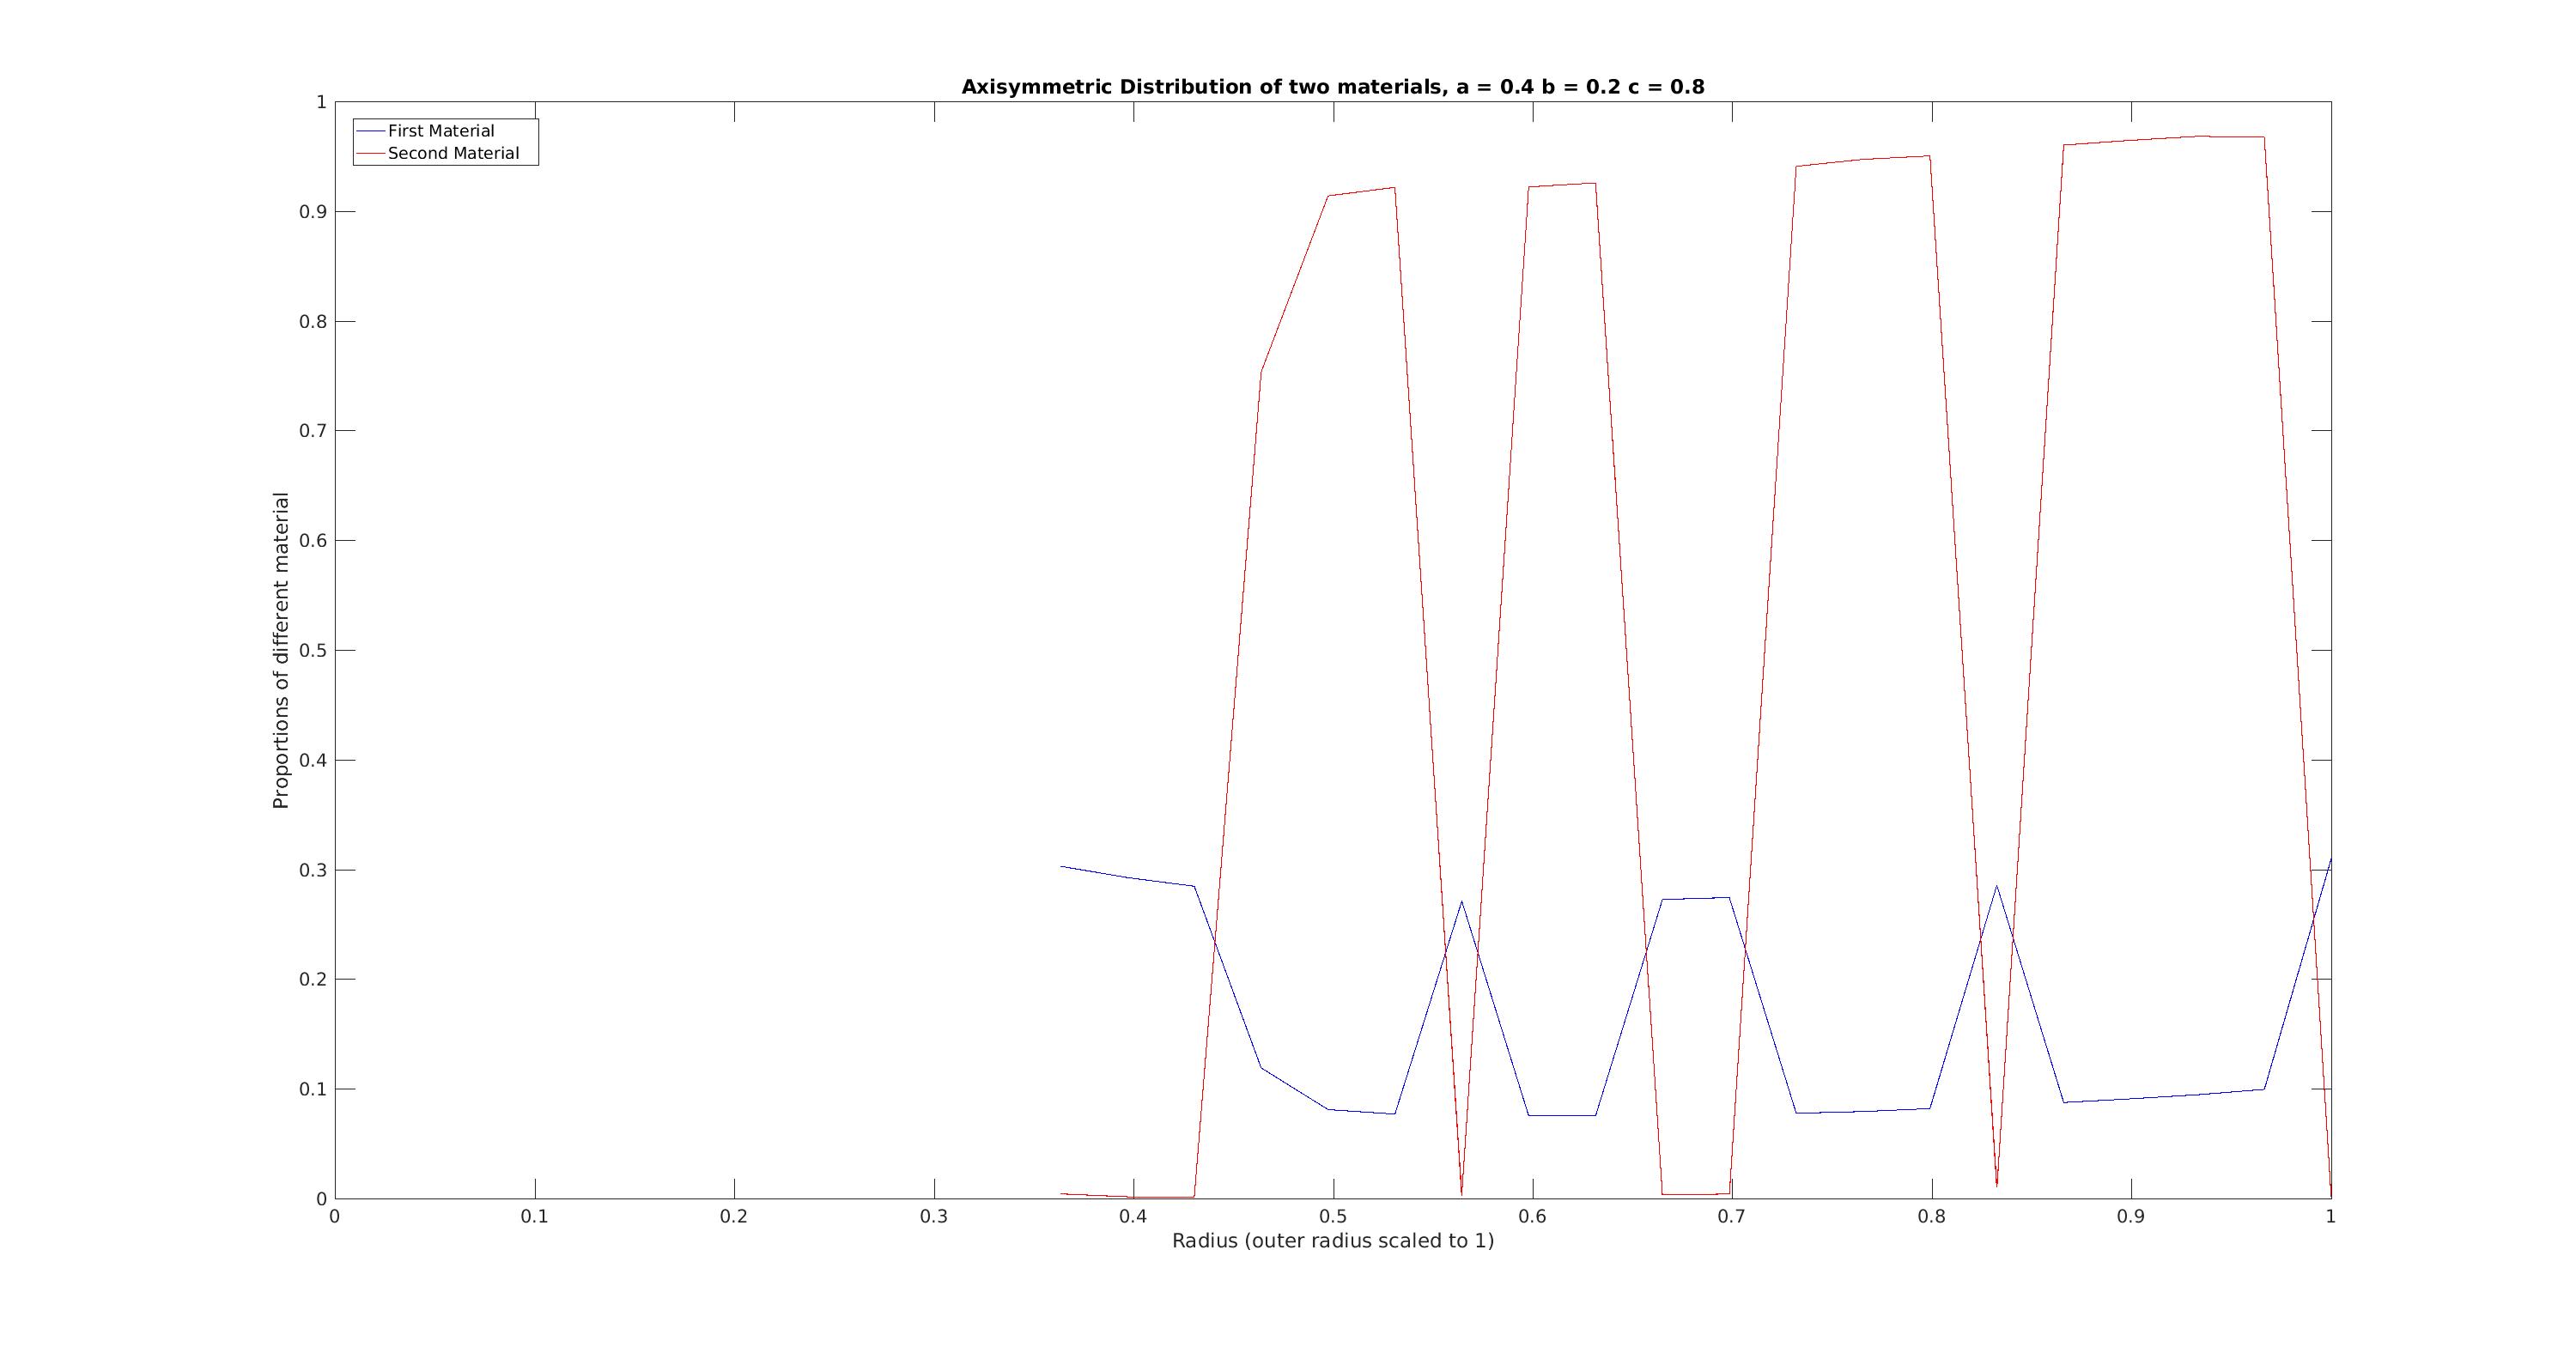 Axisymmetric Distribution of two materials, a = 0.4 b = 0.2 c = 0.8
First Material
Second Material
Proportions of different material
1
0.9
0.8
0.7
0.6
0.5
0.4
0.3
0.2
0.1
0
0 0.1 0.2 0.3 0.4 0.5 0.6 0.7 0.8 0.9 1
Radius (outer radius scaled to 1)